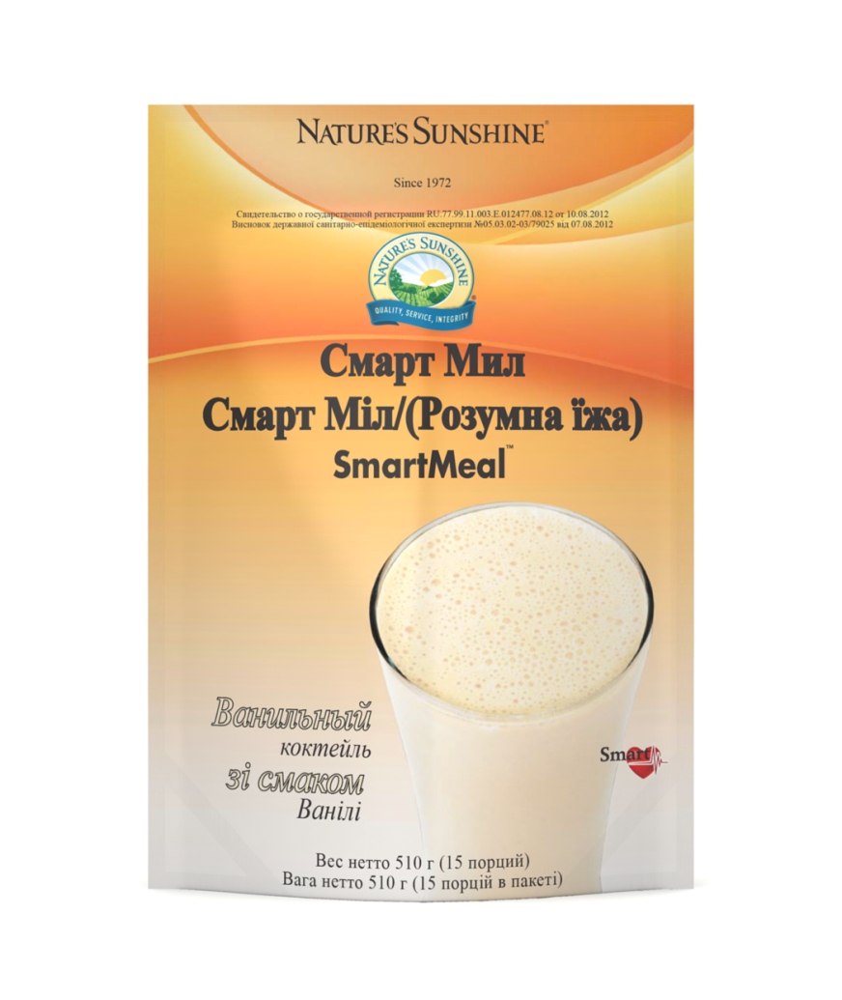 NATURE'S SUNSHINE®
Since 1972
Свидетельство о государственной регистрации RU.77.99.11.003.Е.012477.08.12 от 10.08.2012
Висновок державної санітарно-епідеміологічної експертизи №05.03.02-03/79025 від 07.08.2012
NATURE'S SUNSHINE®
QUALITY, SERVICE, INTEGRITY
Смарт Мил
Смарт Міл/(Розумна їжа)
SmartMeal™
Ванильный
коктейль
зі смаком
Ванілі
Smart
Вес нетто 510 г (15 порций)
Вага нетто 510 г (15 порцій в пакеті)